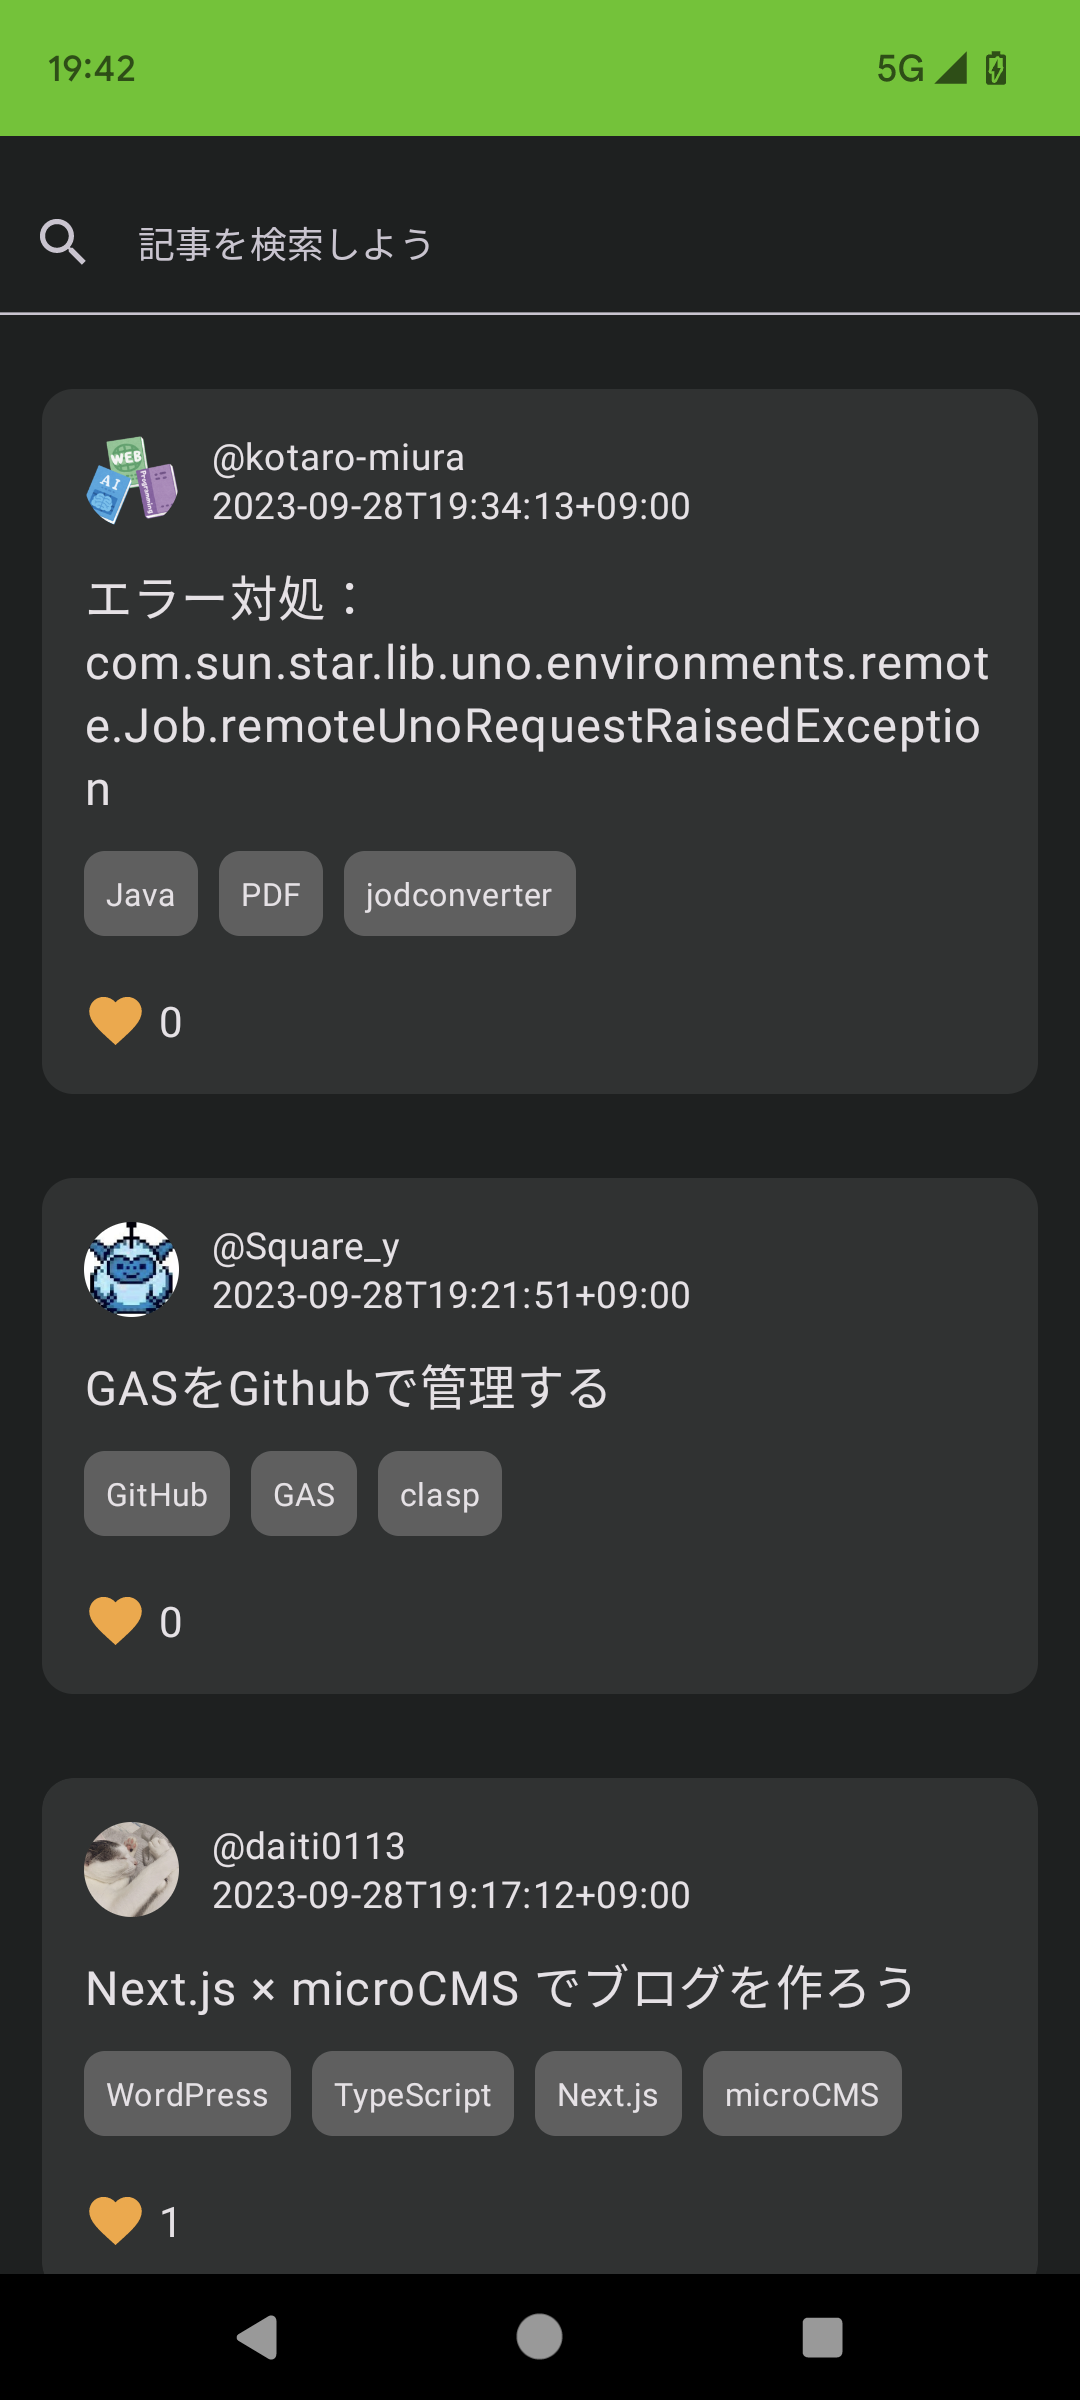 19:42
5G
記事を検索しよう
WEB
AI
Programming
@kotaro-miura
2023-09-28T19:34:13+09:00
エラー対処：
com.sun.star.lib.uno.environments.remot
e.Job.remoteUnoRequestRaisedExceptio
n
Java PDF jodconverter
0
@Square_y
2023-09-28T19:21:51+09:00
GASをGithubで管理する
GitHub GAS clasp
0
@daiti0113
2023-09-28T19:17:12+09:00
Next.js × microCMS でブログを作ろう
WordPress TypeScript Next.js microCMS
1